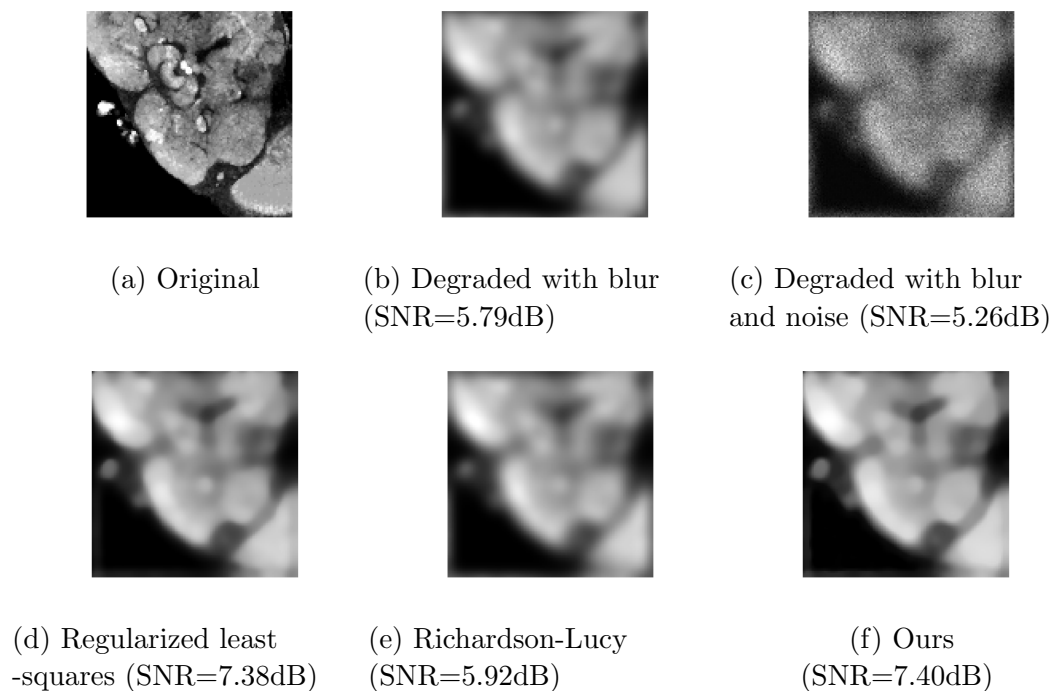 (a) Original
(b) Degraded with blur
(SNR=5.79dB)
(c) Degraded with blur
and noise (SNR=5.26dB)
(d) Regularized least
-squares (SNR=7.38dB)
(e) Richardson-Lucy
(SNR=5.92dB)
(f) Ours
(SNR=7.40dB)